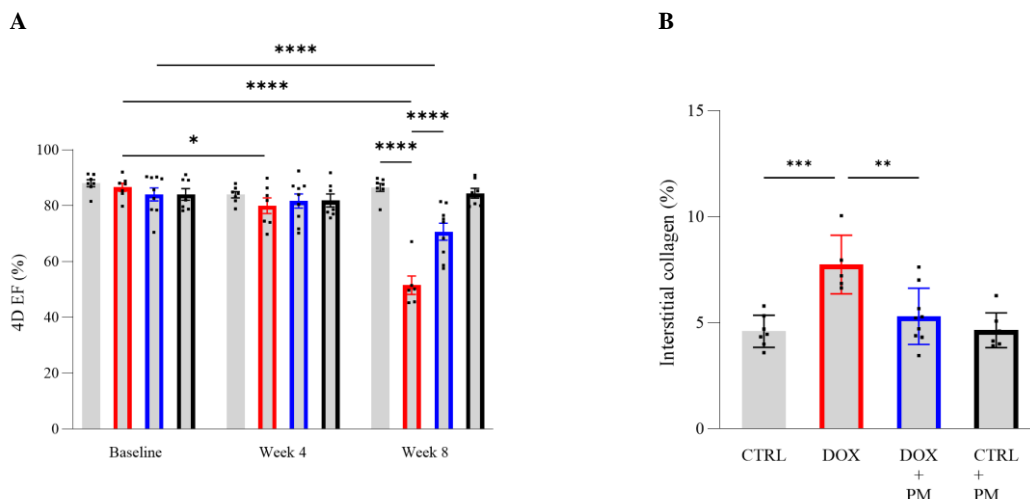 A
****
****
****
*
****
100
80
60
40
20
0
4D EF (%)
Baseline Week 4 Week 8
B
15
*** **
10
5
0
Interstitial collagen (%)
CTRL DOX DOX CTRL
+ +
PM PM